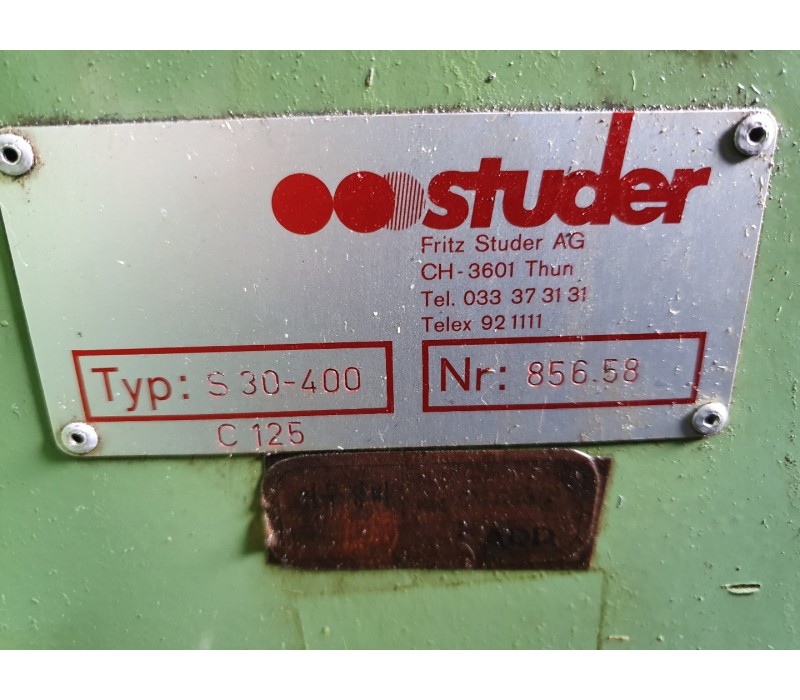 studer
Fritz Studer AG
CH-3601 Thun
Tel. 033 37 31 31
Telex 92 1111
Typ: S 30-400
Nr: 856.58
C 125